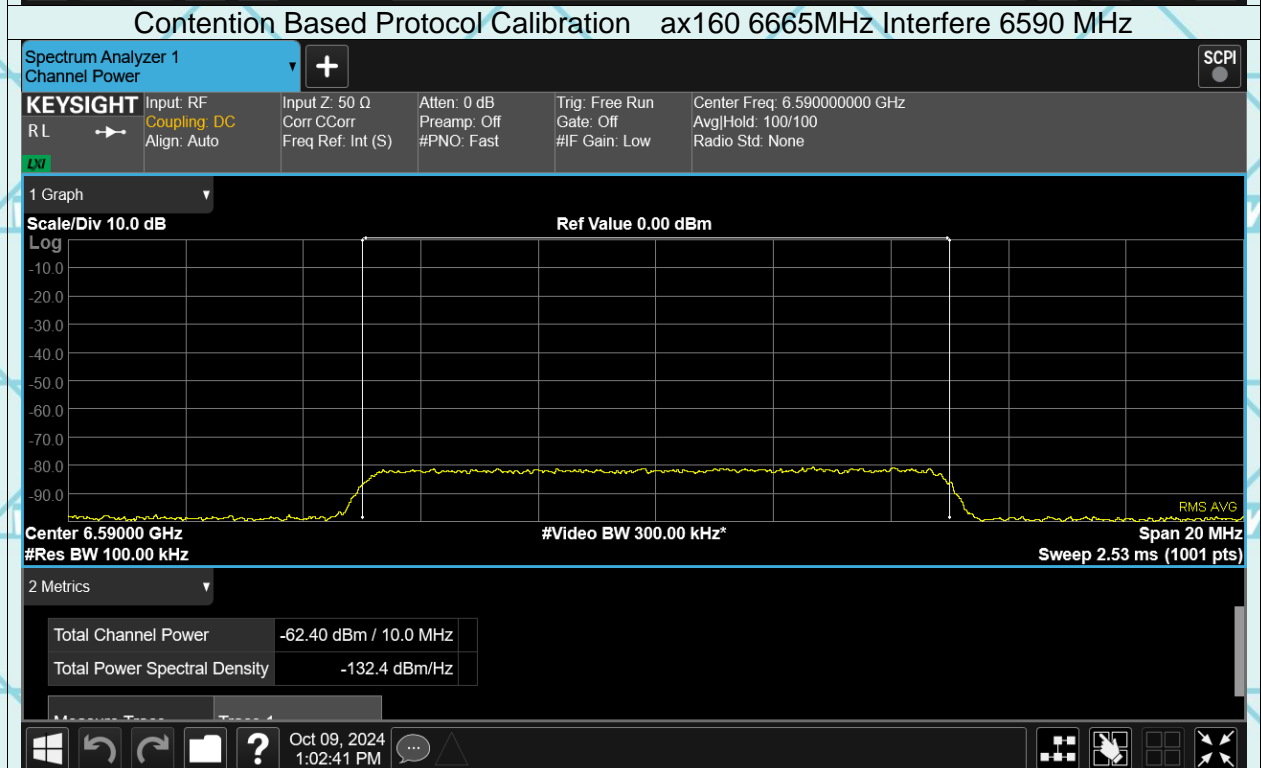 Contention Based Protocol Calibration ax160 6665MHz Interfere 6590 MHz
Spectrum Analyzer 1
Channel Power
SCPI
KEYSIGHT
R L
LXI
Input: RF
Coupling: DC
Align: Auto
Input Z: 50 Ω
Corr CCorr
Freq Ref: Int (S)
Atten: 0 dB
Preamp: Off
#PNO: Fast
Trig: Free Run
Gate: Off
#IF Gain: Low
Center Freq: 6.590000000 GHz
Avg|Hold: 100/100
Radio Std: None
1 Graph
Scale/Div 10.0 dB
Ref Value 0.00 dBm
Log
-10.0
-20.0
-30.0
-40.0
-50.0
-60.0
-70.0
-80.0
-90.0
RMS AVG
Center 6.59000 GHz
#Video BW 300.00 kHz*
Span 20 MHz
#Res BW 100.00 kHz
Sweep 2.53 ms (1001 pts)
2 Metrics
Total Channel Power -62.40 dBm / 10.0 MHz
Total Power Spectral Density -132.4 dBm/Hz
Measure Trace Trace 1
Oct 09, 2024
1:02:41 PM